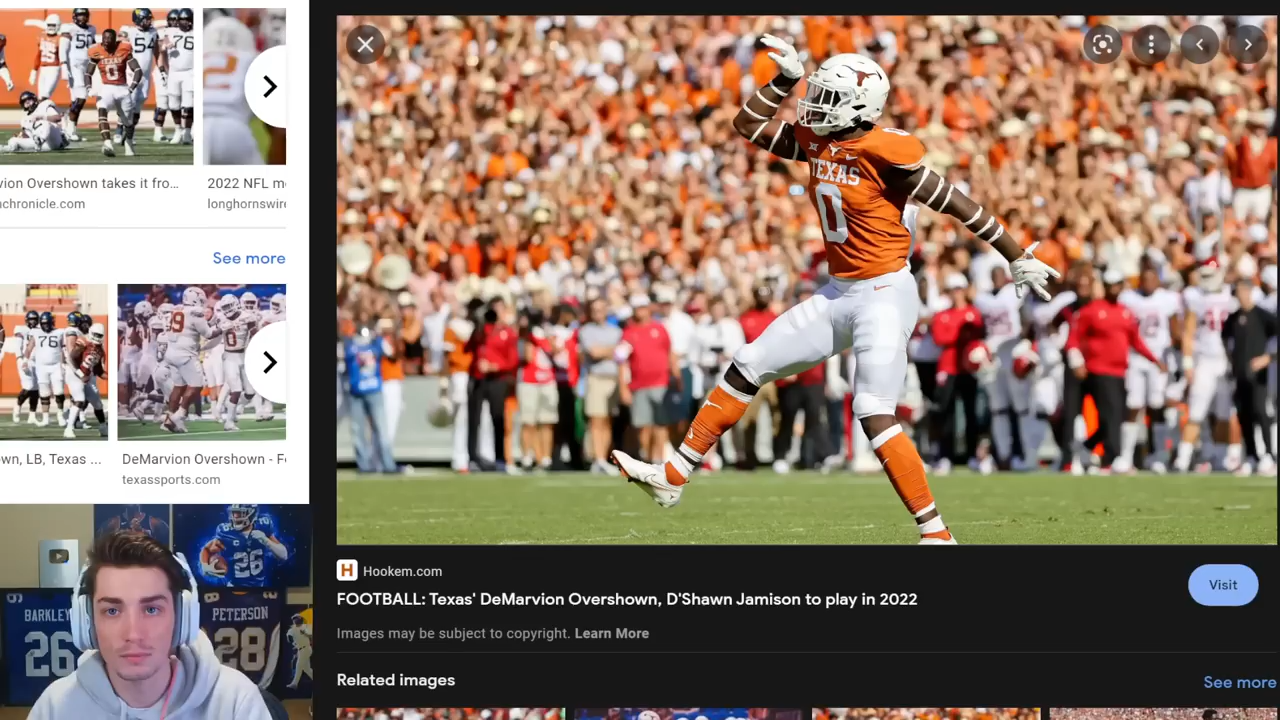 vion Overshown takes it fro...
chronicle.com
2022 NFL m
longhornswire
See more
wn, LB, Texas ...
DeMarvion Overshown - F
texassports.com
BARKLEY
26
26
PETERSON
28
TEXAS
0
H Hookem.com
FOOTBALL: Texas' DeMarvion Overshown, D'Shawn Jamison to play in 2022
Visit
Images may be subject to copyright. Learn More
Related images
See more